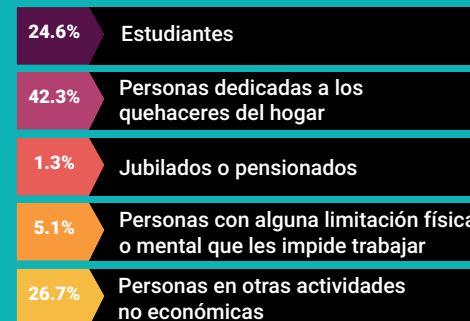 24.6% Estudiantes
42.3% Personas dedicadas a los
quehaceres del hogar
1.3% Jubilados o pensionados
5.1% Personas con alguna limitación física
o mental que les impide trabajar
26.7% Personas en otras actividades
no económicas